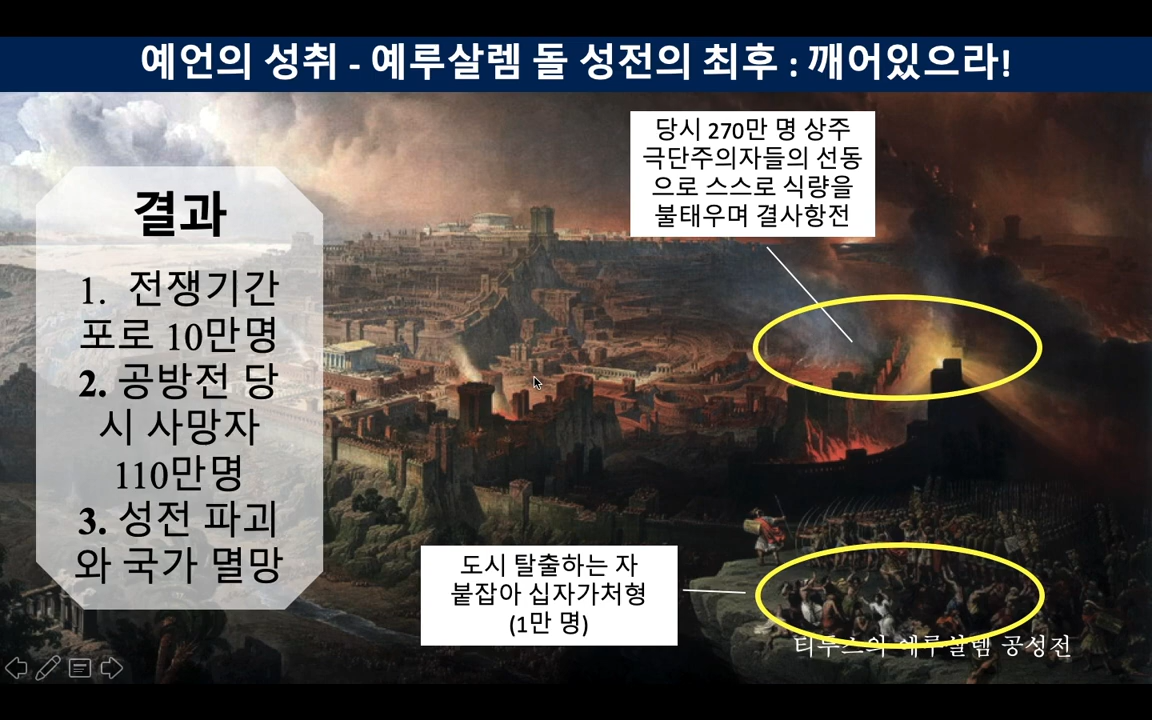 예언의 성취 - 예루살렘 돌 성전의 최후 : 깨어있으라!
당시 270만 명 상주
극단주의자들의 선동
으로 스스로 식량을
불태우며 결사항전
결과
1. 전쟁기간
포로 10만명
2. 공방전 당
시 사망자
110만명
3. 성전 파괴
와 국가 멸망
도시 탈출하는 자
붙잡아 십자가처형
(1만 명)
티투스의 예루살렘 공성전